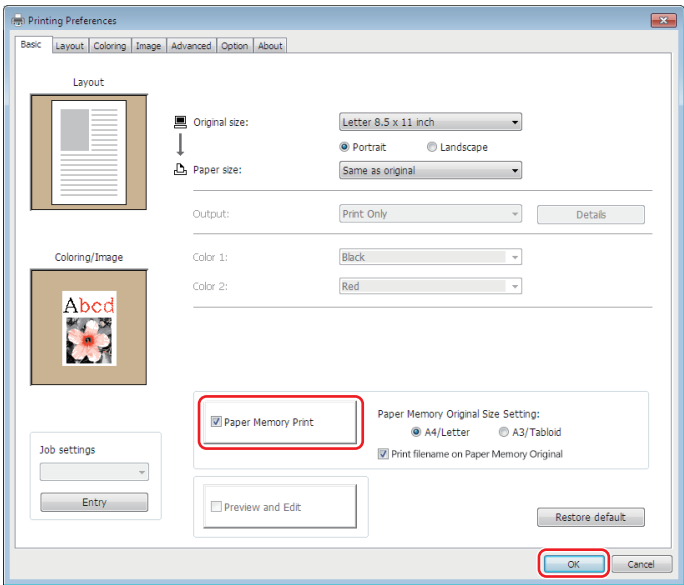 Printing Preferences
Basic Layout Coloring Image Advanced Option About
Layout
Original size: Letter 8.5 x 11 inch
Portrait Landscape
Paper size: Same as original
Output: Print Only Details
Coloring/Image
Color 1: Black
Color 2: Red
Abcd
Paper Memory Print
Paper Memory Original Size Setting:
A4/Letter A3/Tabloid
Print filename on Paper Memory Original
Job settings
Entry
Preview and Edit
Restore default
OK Cancel